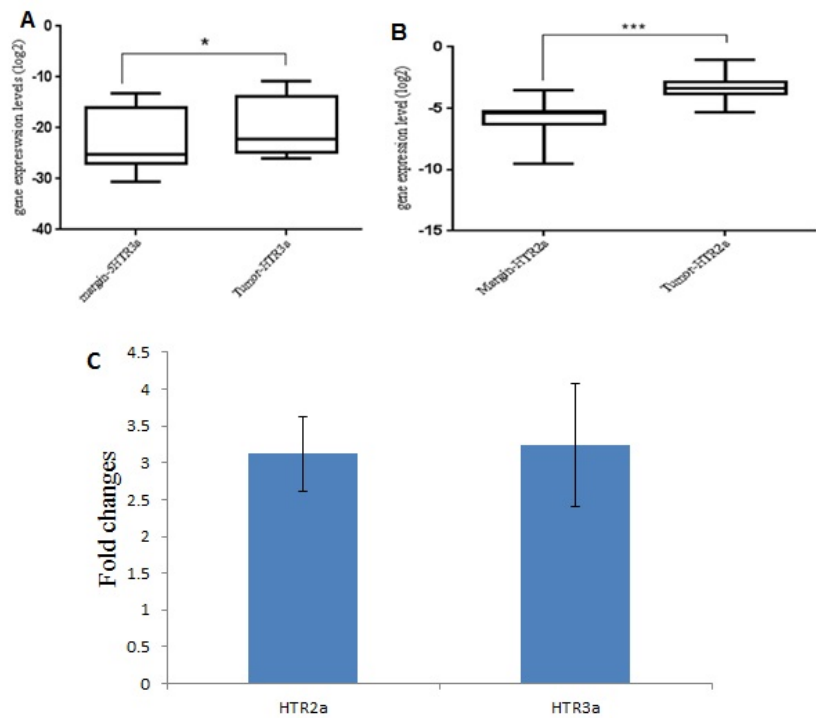 A
gene expreswsion levels (log2)
0
-10
-20
-30
-40
*
margin-5HTR3a
Tumor-HTR3a
B
gene expression level (log2)
0
-5
-10
-15
***
Margin-HTR2a
Tumor-HTR2a
C
Fold changes
4.5
4
3.5
3
2.5
2
1.5
1
0.5
0
HTR2a
HTR3a